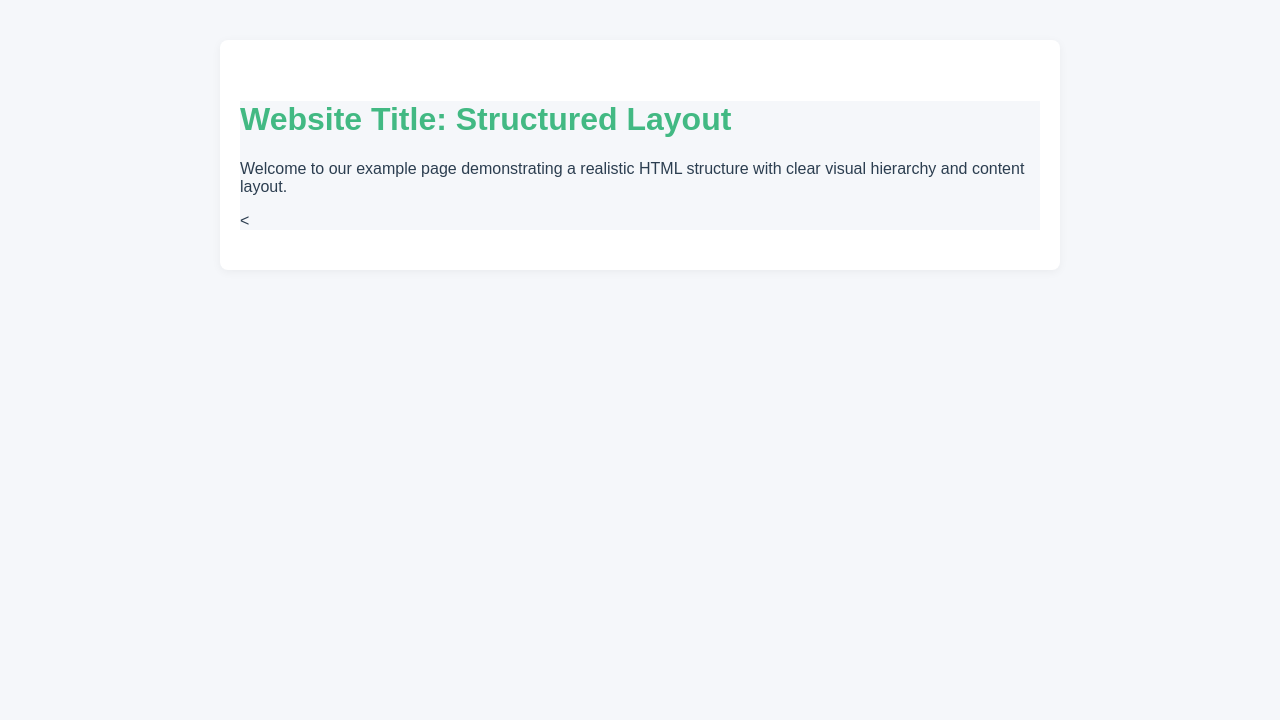 Website Title: Structured Layout
Welcome to our example page demonstrating a realistic HTML structure with clear visual hierarchy and content
layout.
<